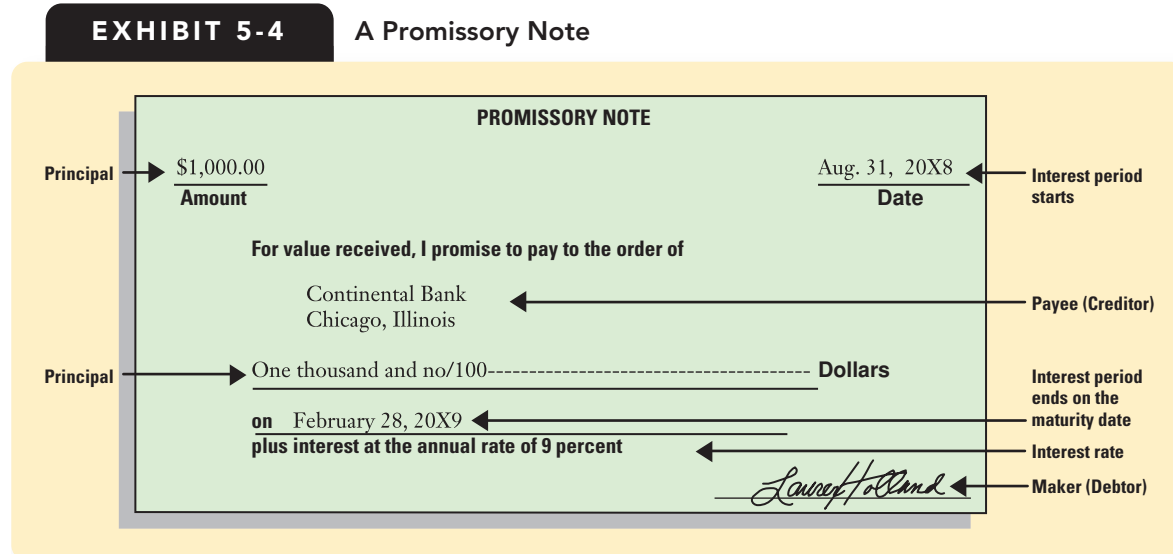 EXHIBIT 5-4 A Promissory Note
PROMISSORY NOTE
Principal $1,000.00 Aug. 31, 20X8 Interest period
starts
Amount Date
For value received, I promise to pay to the order of
Continental Bank
Chicago, Illinois
Payee (Creditor)
Principal One thousand and no/100------------------------------------ Dollars
Interest period
ends on the
maturity date
on February 28, 20X9
plus interest at the annual rate of 9 percent
Interest rate
Lauren Holland Maker (Debtor)